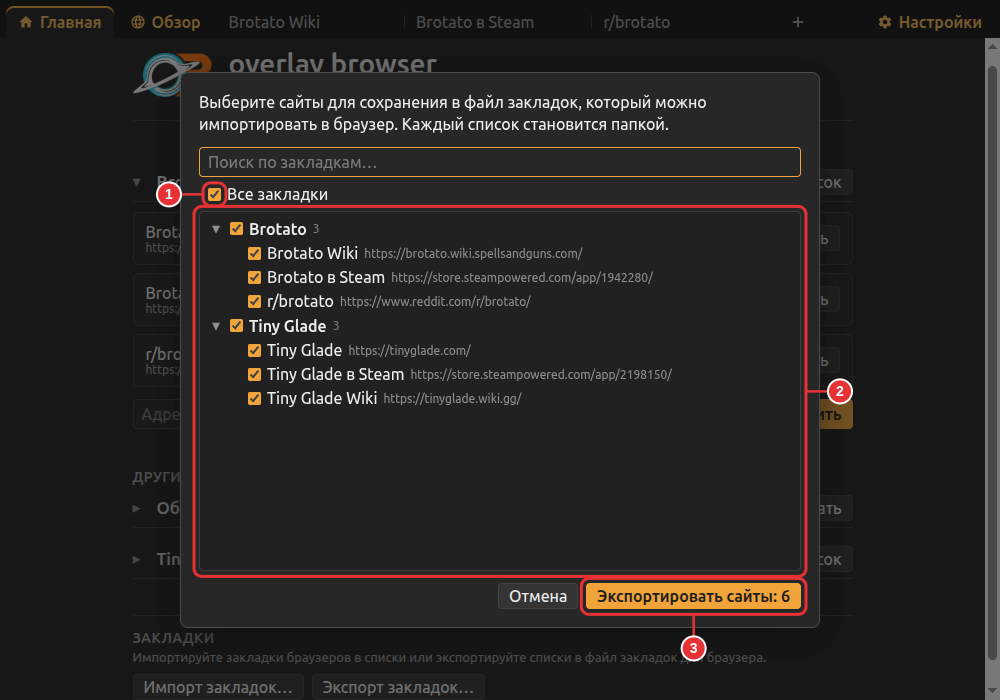 Главная
Обзор
Brotato Wiki
Brotato в Steam
r/brotato
+
Настройки
overlay browser
Выберите сайты для сохранения в файл закладок, который можно
импортировать в браузер. Каждый список становится папкой.
Поиск по закладкам…
1
Все закладки
Brotato 3
Brotato Wiki https://brotato.wiki.spellsandguns.com/
Brotato в Steam https://store.steampowered.com/app/1942280/
r/brotato https://www.reddit.com/r/brotato/
Tiny Glade 3
Tiny Glade https://tinyglade.com/
Tiny Glade в Steam https://store.steampowered.com/app/2198150/
2
Tiny Glade Wiki https://tinyglade.wiki.gg/
Отмена
Экспортировать сайты: 6
3
ЗАКЛАДКИ
Импортируйте закладки браузеров в списки или экспортируйте списки в файл закладок браузера.
Импорт закладок…
Экспорт закладок…